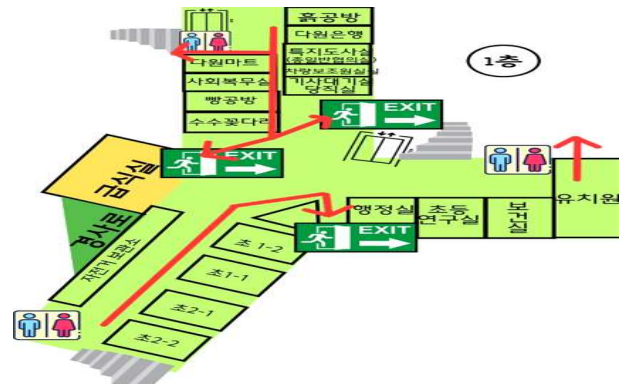 흙공방
다원은행
특지도사실
(종일반협의실)
차량보조원실실
기사대기실
당직실
1층
다원마트
사회복무실
빵공방
수수꽃다리
EXIT
EXIT
급식실
경사로
자전거 보관소
유치원
행정실
초등
연구실
보건실
EXIT
초 1-2
초1-1
초2-1
초2-2